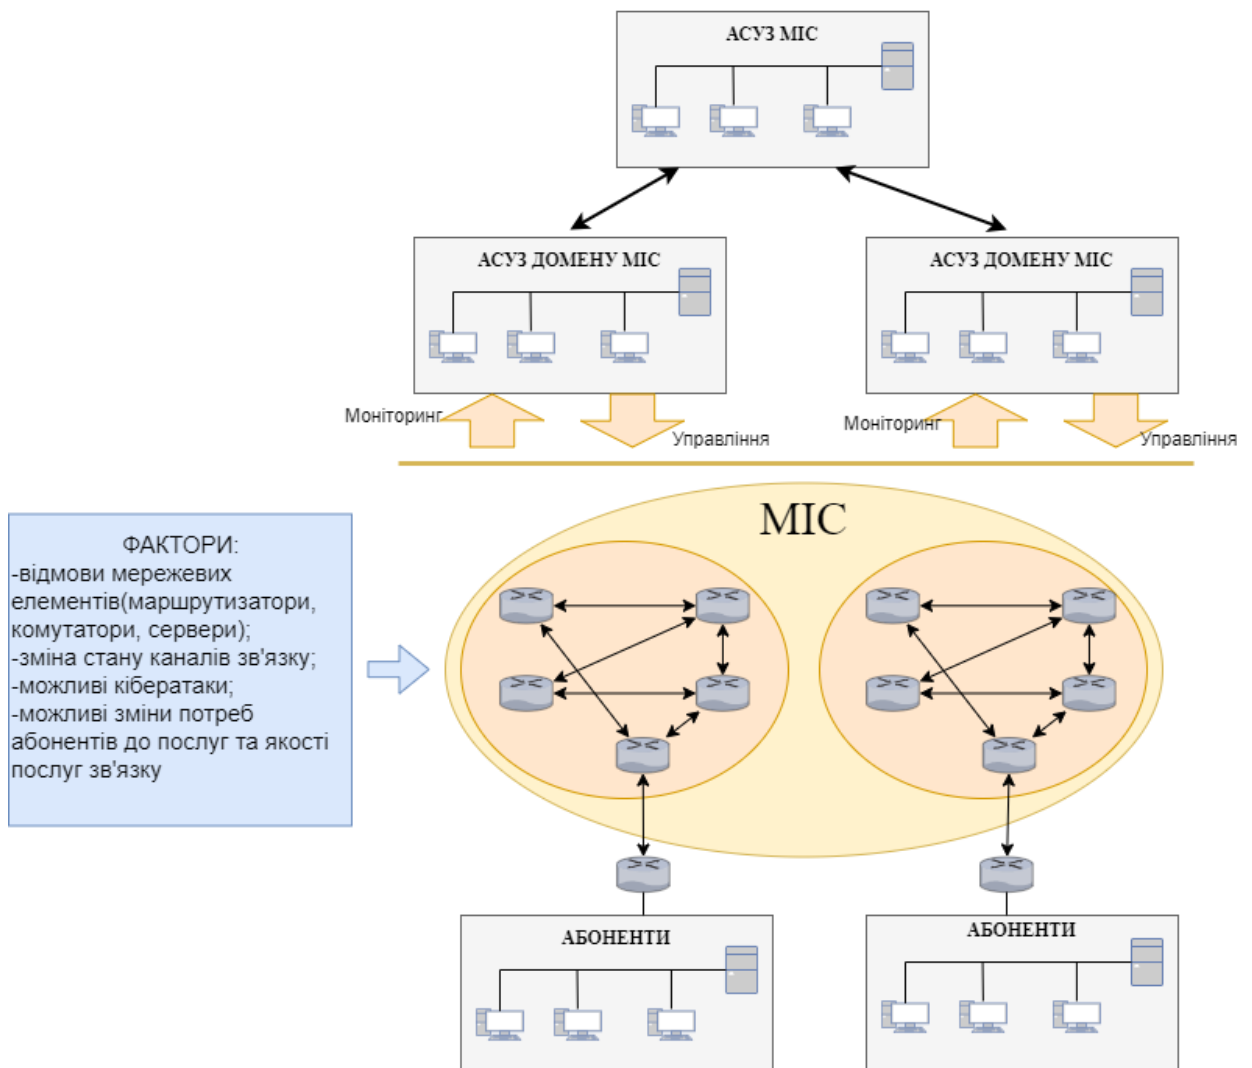 АСУЗ МІС
АСУЗ ДОМЕНУ МІС
АСУЗ ДОМЕНУ МІС
Моніторинг
Управління
Моніторинг
Управління
МІС
ФАКТОРИ:
-відмови мережевих
елементів(маршрутизатори,
комутатори, сервери);
-зміна стану каналів зв'язку;
-можливі кібератаки;
-можливі зміни потреб
абонентів до послуг та якості
послуг зв'язку
АБОНЕНТИ
АБОНЕНТИ